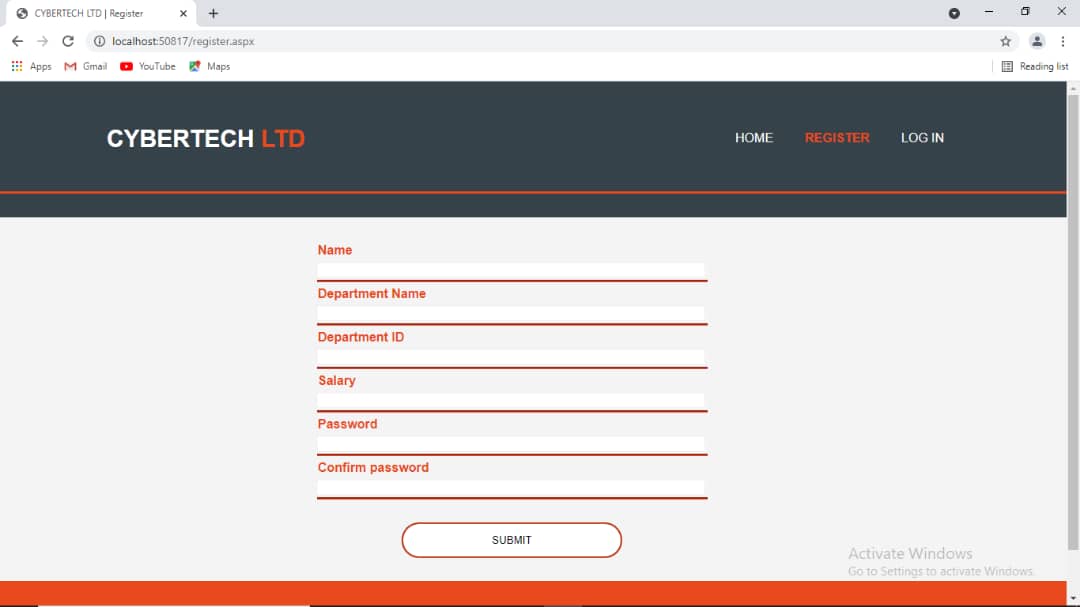 CYBERTECH LTD | Register
localhost:50817/register.aspx
Apps Gmail YouTube Maps Reading list
CYBERTECH LTD HOME REGISTER LOG IN
Name
Department Name
Department ID
Salary
Password
Confirm password
SUBMIT
Activate Windows
Go to Settings to activate Windows.